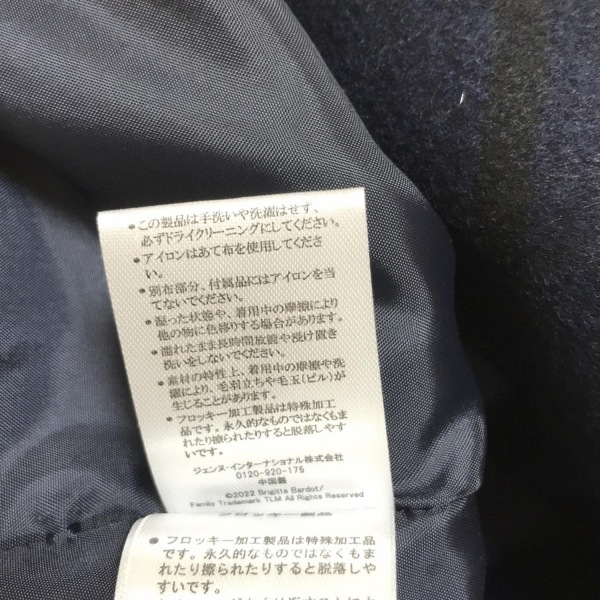 ●この製品は手洗いや洗濯はせず、
必ずドライクリーニングにしてください。
●アイロンはあて布を使用してくださ
い。
●別布部分、付属品にはアイロンを当
てないでください。
●湿った状態や、着用中の摩擦により
他の物に色移りする場合があります。
●濡れたまま長時間放置や浸け置き
洗いをしないでください。
●素材の特性上、着用中の摩擦や洗
濯により、毛羽立ちや毛玉(ピル)が
生じることがあります。
●フロッキー加工製品は特殊加工
品です。永久的なものではなくもま
れたり擦られたりすると脱落しやす
いです。
ジェンヌ・インターナショナル株式会社
0120-920-175
中国製
©2022 Brigitte Bardot/
Family Trademark TLM All Rights Reserved
フロッキー製品
●フロッキー加工製品は特殊加工品
です。永久的なものではなくもま
れたり擦られたりすると脱落しや
すいです。